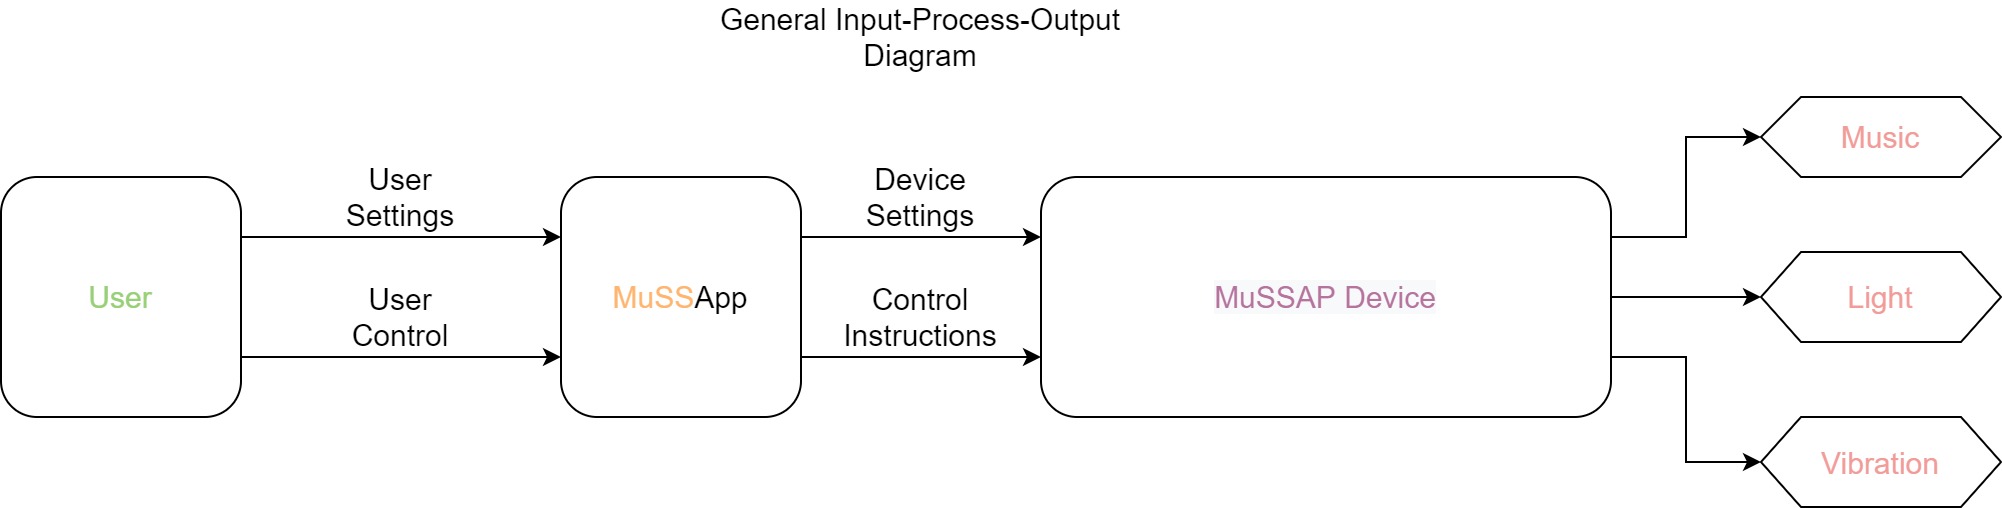 General Input-Process-Output
Diagram
User
User
Settings
User
Control
MuSSApp
Device
Settings
Control
Instructions
MuSSAP Device
Music
Light
Vibration